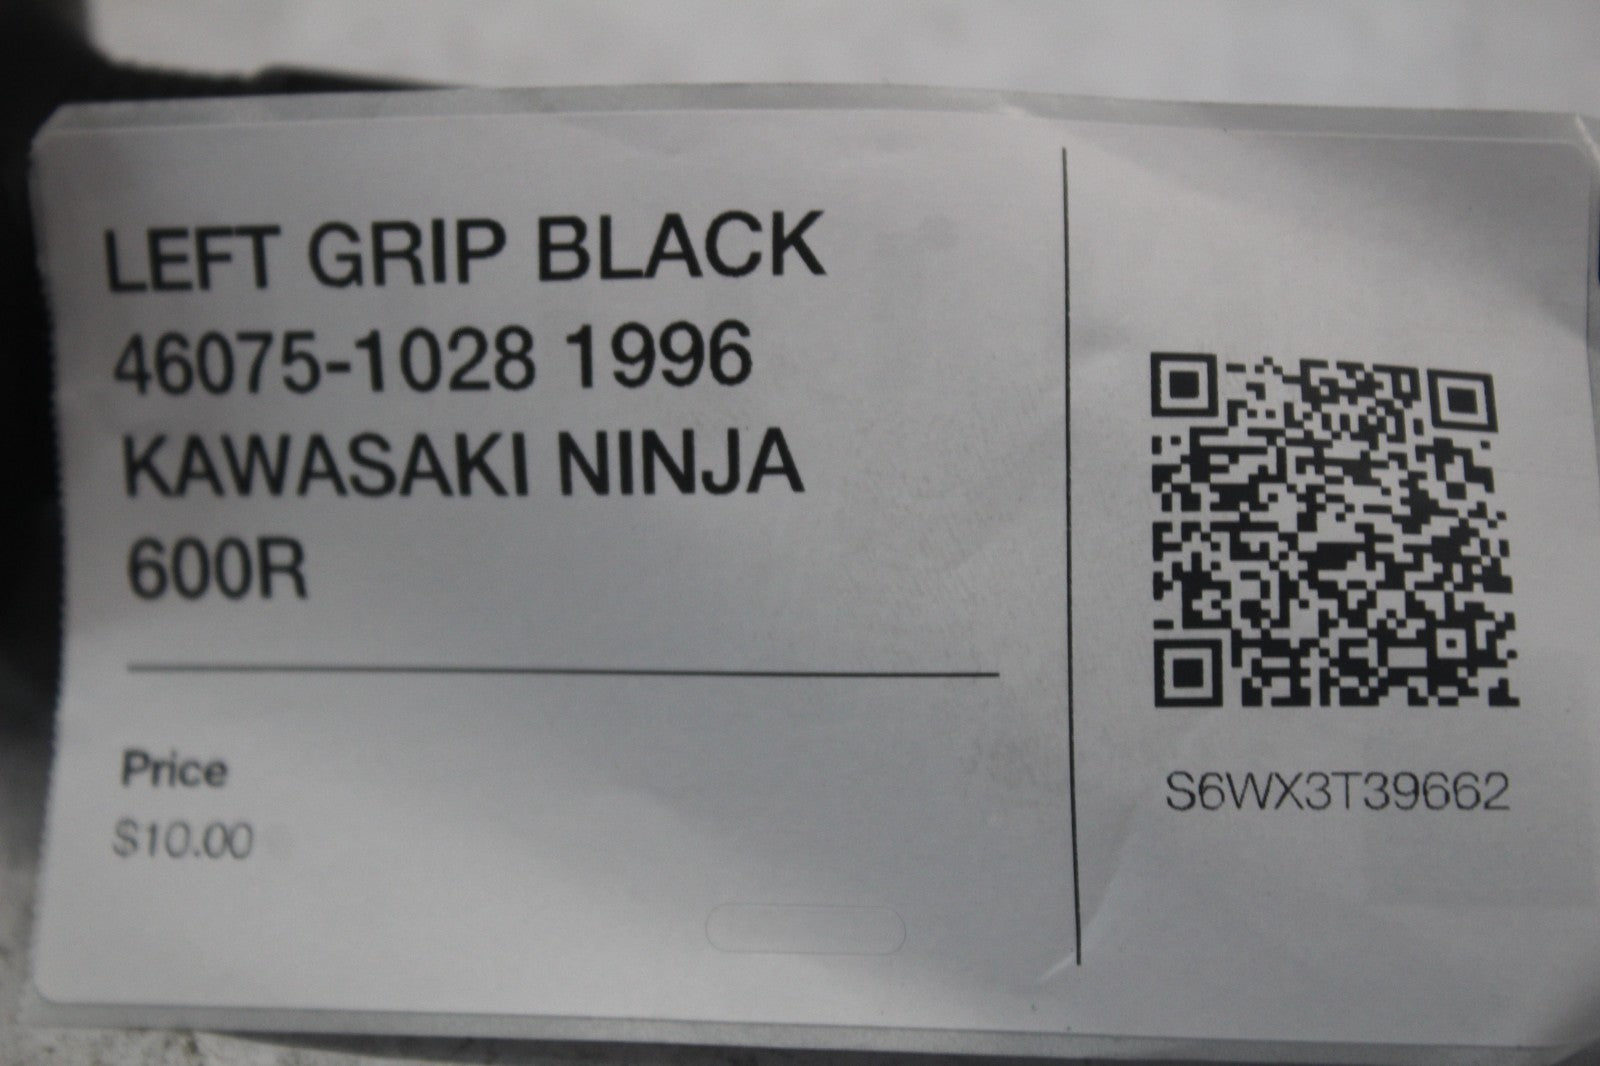 LEFT GRIP BLACK
46075-1028 1996
KAWASAKI NINJA
600R
Price
$10.00
S6WX3T39662